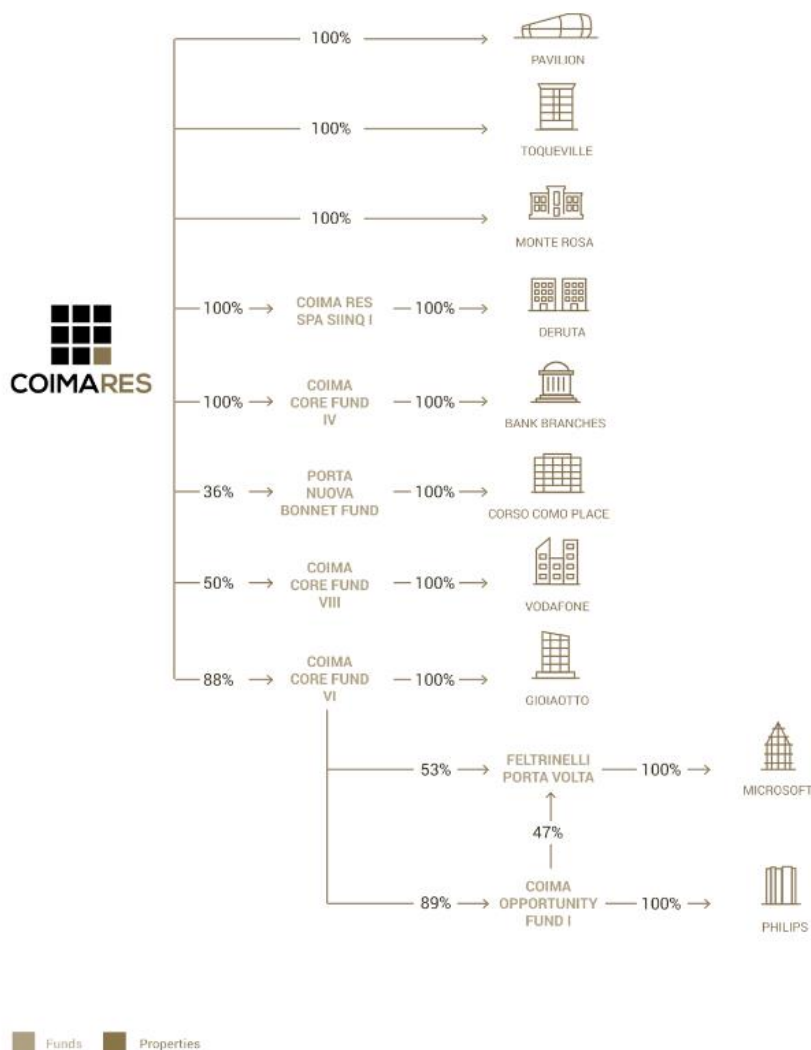 100%
PAVILION
100%
TOQUEVILLE
100%
MONTE ROSA
COIMARES
100%
COIMA RES
SPA SIINQ I
100%
DERUTA
100%
COIMA
CORE FUND
IV
100%
BANK BRANCHES
36%
PORTA
NUOVA
BONNET FUND
100%
CORSO COMO PLACE
50%
COIMA
CORE FUND
VIII
100%
VODAFONE
88%
COIMA
CORE FUND
VI
100%
GIOIAOTTO
53%
FELTRINELLI
PORTA VOLTA
100%
MICROSOFT
47%
89%
COIMA
OPPORTUNITY
FUND I
100%
PHILIPS
Funds
Properties